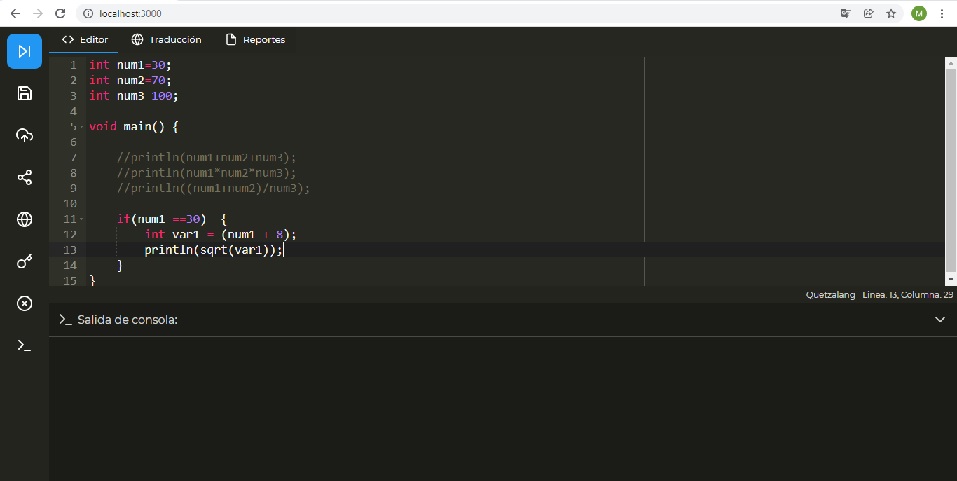 localhost:3000
M
Editor Traducción Reportes
1 int num1=30;
2 int num2=70;
3 int num3=100;
4
5 void main() {
6
7 //println(num1+num2+num3);
8 //println(num1*num2*num3);
9 //println((num1+num2)/num3);
10
11 if(num1 ==30) {
12 int var1 = (num1 + 8);
13 println(sqrt(var1));
14 }
15 }
Quetzalang Linea. 13, Columna. 29
>_ Salida de consola:
>_